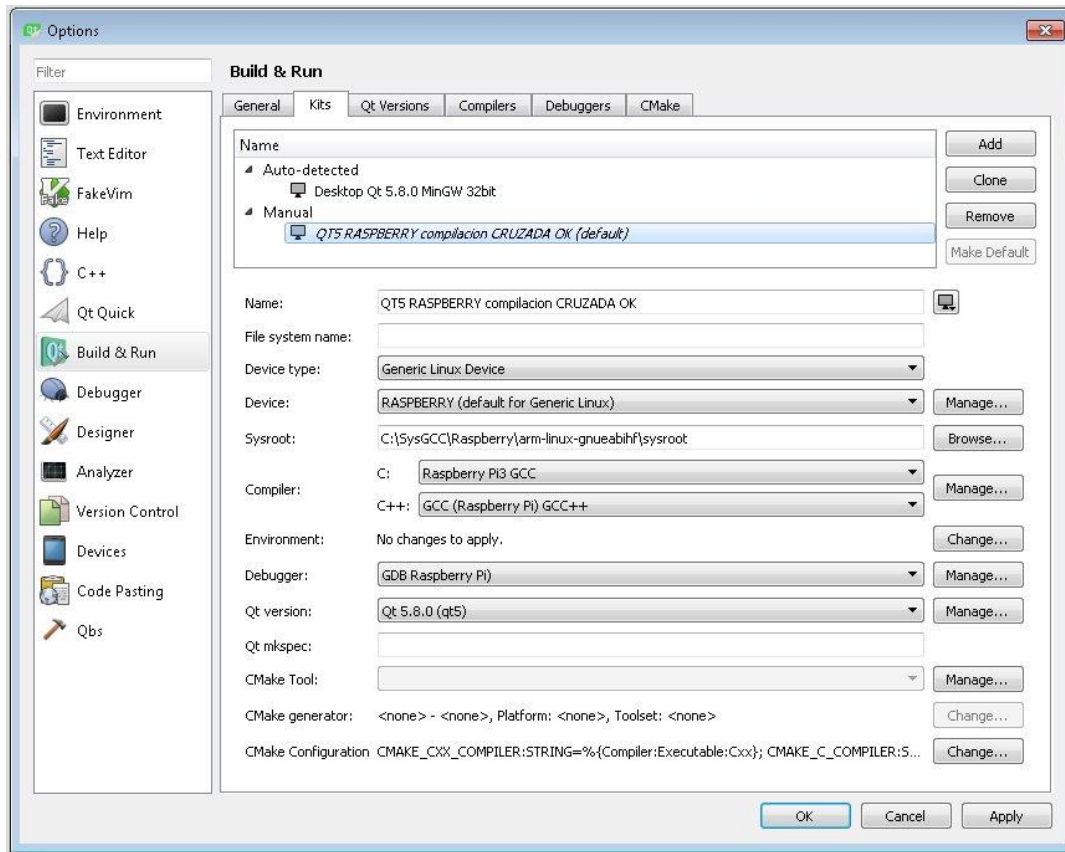 Options
Filter
Environment
Text Editor
FakeVim
Help
C++
Qt Quick
Build & Run
Debugger
Designer
Analyzer
Version Control
Devices
Code Pasting
Qbs
Build & Run
General Kits Qt Versions Compilers Debuggers CMake
Name
Auto-detected
Desktop Qt 5.8.0 MinGW 32bit
Manual
QT5 RASPBERRY compilacion CRUZADA OK (default)
Add
Clone
Remove
Make Default
Name: QT5 RASPBERRY compilacion CRUZADA OK
File system name:
Device type: Generic Linux Device
Device: RASPBERRY (default for Generic Linux) Manage...
Sysroot: C:\SysGCC\Raspberry\arm-linux-gnueabihf\sysroot Browse...
Compiler: C: Raspberry Pi3 GCC Manage...
C++: GCC (Raspberry Pi) GCC++
Environment: No changes to apply. Change...
Debugger: GDB Raspberry Pi) Manage...
Qt version: Qt 5.8.0 (qt5) Manage...
Qt mkspec:
CMake Tool: Manage...
CMake generator: <none> - <none>, Platform: <none>, Toolset: <none> Change...
CMake Configuration CMAKE_CXX_COMPILER:STRING=%{Compiler:Executable:Cxx}; CMAKE_C_COMPILER:S... Change...
OK Cancel Apply